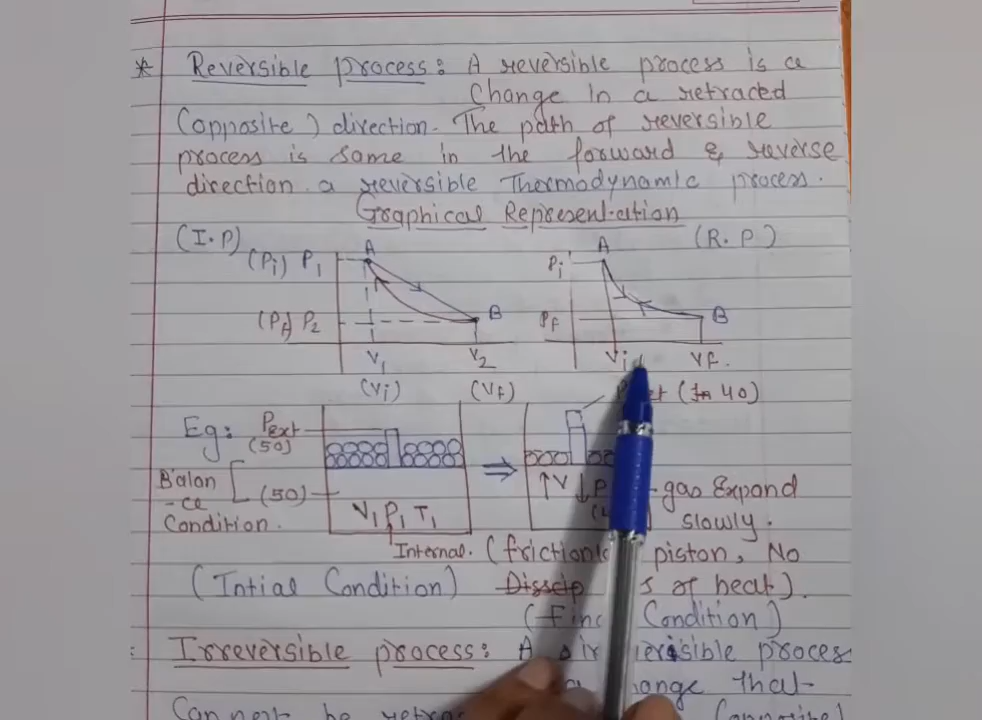 * Reversible process: A reversible process is a
Change in a retraced
(opposite) direction. The path of reversible
process is same in the forward & reverse
direction. a reversible Thermodynamic process.
Graphical Representation
(I.P) (R.P)
(Pi) P1 A Pi A
(Pf) P2 B Pf B
V1 V2 Vi Vf.
(Vi) (Vf) (In 40)
Eg: Pext
(50)
Balan
-ce (50)
Condition.
V1 P1 T1
↑V ↓P -gas Expand
slowly.
Internal. piston, No
(Intial Condition) of heat).
Condition)
Irreversible process: A
that-